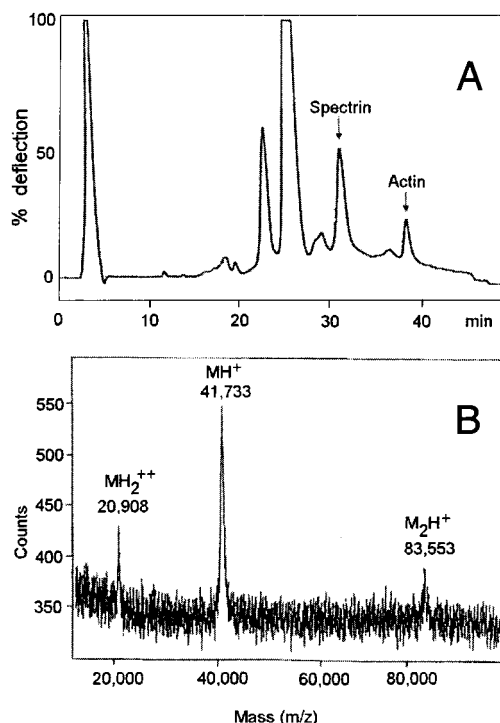 A
% deflection
100
50
0
Spectrin
Actin
0 10 20 30 40 min
B
Counts
550
500
450
400
350
MH₂⁺⁺
20,908
MH⁺
41,733
M₂H⁺
83,553
20,000 40,000 60,000 80,000
Mass (m/z)